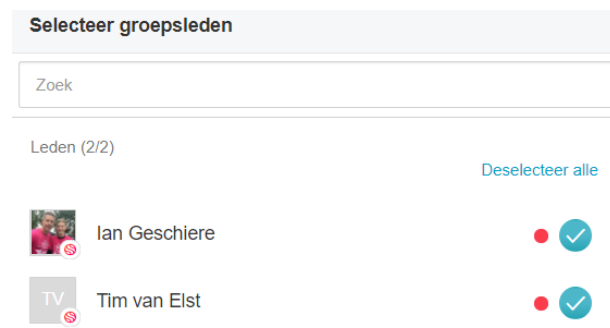 Selecteer groepsleden
Zoek
Leden (2/2)
Deselecteer alle
Ian Geschiere
TV Tim van Elst